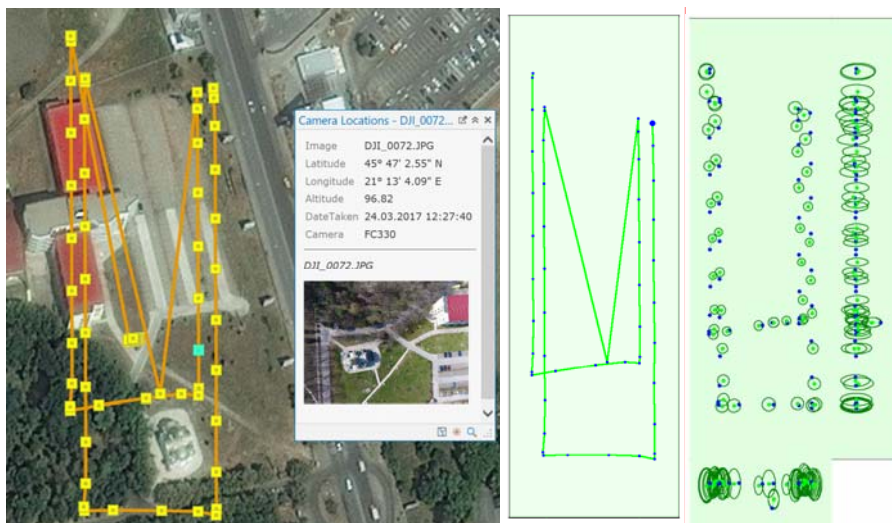 Camera Locations - DJI_0072...
Image DJI_0072.JPG
Latitude 45° 47' 2.55" N
Longitude 21° 13' 4.09" E
Altitude 96.82
DateTaken 24.03.2017 12:27:40
Camera FC330
DJI_0072.JPG